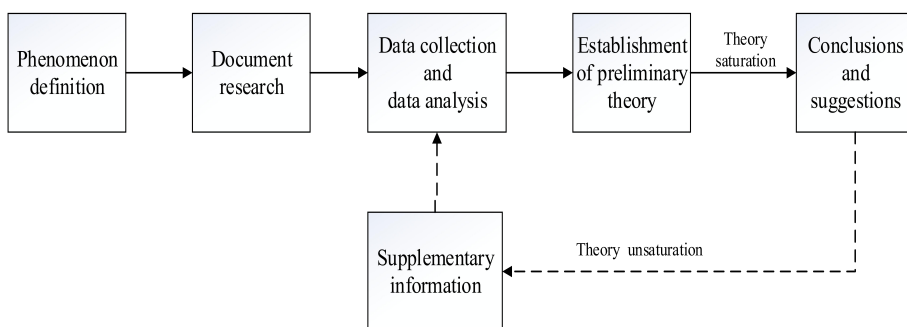 Phenomenon
definition
Document
research
Data collection
and
data analysis
Establishment
of preliminary
theory
Theory
saturation
Conclusions
and
suggestions
Supplementary
information
Theory unsaturation